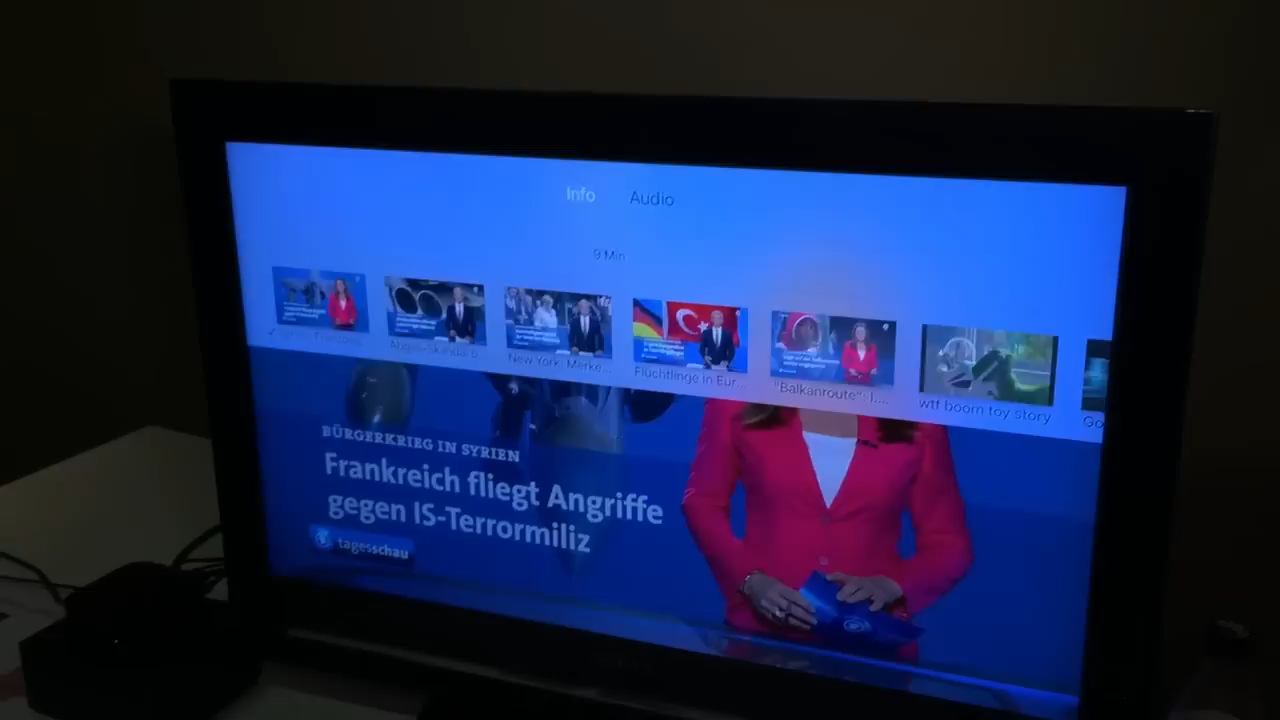 Info Audio
9 Min
New York: Merke...
Flüchtlinge in Eur...
"Balkanroute": I....
wtf boom toy story
Go
BÜRGERKRIEG IN SYRIEN
Frankreich fliegt Angriffe
gegen IS-Terrormiliz
tagesschau